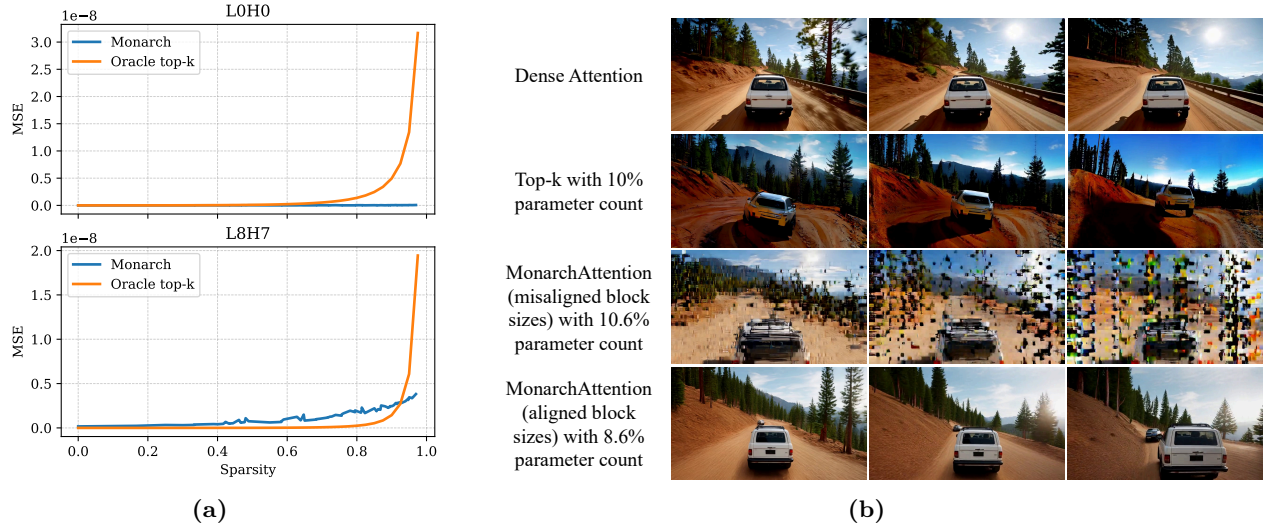 1e−8
L0H0
Monarch
Oracle top-k
MSE
3.0
2.5
2.0
1.5
1.0
0.5
0.0
1e−8
L8H7
Monarch
Oracle top-k
MSE
2.0
1.5
1.0
0.5
0.0
0.0 0.2 0.4 0.6 0.8 1.0
Sparsity
(a)
Dense Attention
Top-k with 10%
parameter count
MonarchAttention
(misaligned block
sizes) with 10.6%
parameter count
MonarchAttention
(aligned block
sizes) with 8.6%
parameter count
(b)